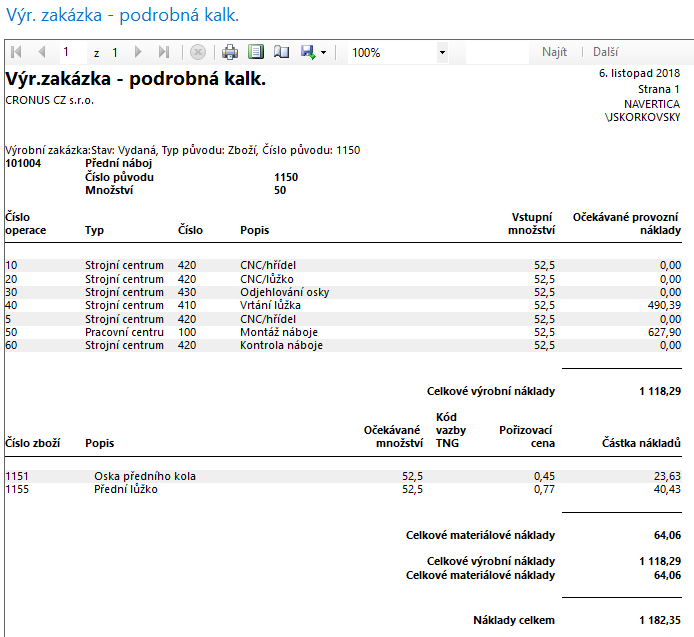 Výr. zakázka - podrobná kalk.
1 z 1 100% Najít Další
Výr.zakázka - podrobná kalk.
6. listopad 2018
CRONUS CZ s.r.o.
Strana 1
NAVERTICA
\JSKORKOVSKY
Výrobní zakázka:Stav: Vydaná, Typ původu: Zboží, Číslo původu: 1150
101004 Přední náboj
Číslo původu 1150
Množství 50
Číslo operace Typ Číslo Popis Vstupní množství Očekávané provozní náklady
10 Strojní centrum 420 CNC/hřídel 52,5 0,00
20 Strojní centrum 420 CNC/lůžko 52,5 0,00
30 Strojní centrum 430 Odjehlování osky 52,5 0,00
40 Strojní centrum 410 Vrtání lůžka 52,5 490,39
5 Strojní centrum 420 CNC/hřídel 52,5 0,00
50 Pracovní centru 100 Montáž náboje 52,5 627,90
60 Strojní centrum 420 Kontrola náboje 52,5 0,00
Celkové výrobní náklady 1 118,29
Číslo zboží Popis Očekávané množství Kód vazby TNG Pořizovací cena Částka nákladů
1151 Oska předního kola 52,5 0,45 23,63
1155 Přední lůžko 52,5 0,77 40,43
Celkové materiálové náklady 64,06
Celkové výrobní náklady 1 118,29
Celkové materiálové náklady 64,06
Náklady celkem 1 182,35